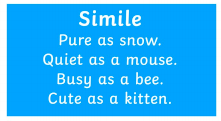 Simile
Pure as snow.
Quiet as a mouse.
Busy as a bee.
Cute as a kitten.